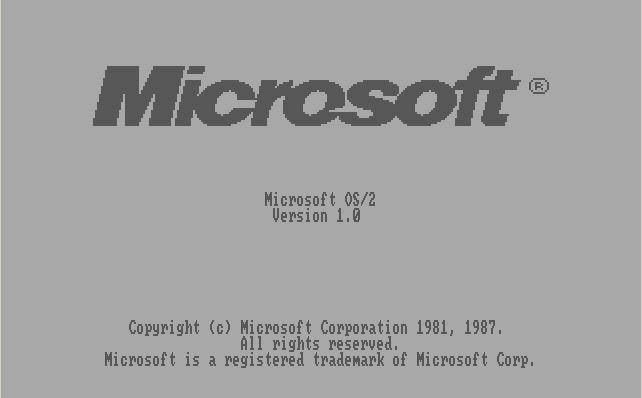 Microsoft®
Microsoft OS/2
Version 1.0
Copyright (c) Microsoft Corporation 1981, 1987.
All rights reserved.
Microsoft is a registered trademark of Microsoft Corp.